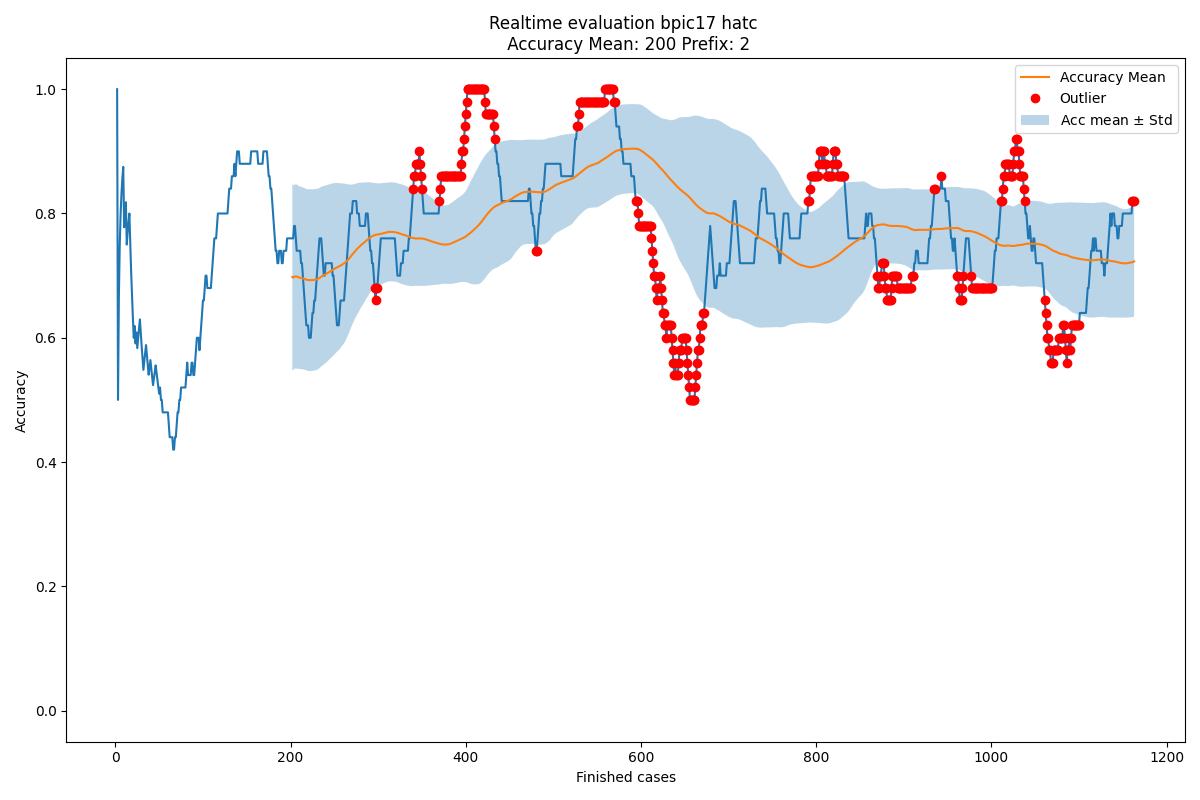 Realtime evaluation bpic17 hatc
Accuracy Mean: 200 Prefix: 2
Accuracy Mean
Outlier
Acc mean ± Std
1.0
0.8
0.6
0.4
0.2
0.0
Accuracy
0
200
400
600
800
1000
1200
Finished cases